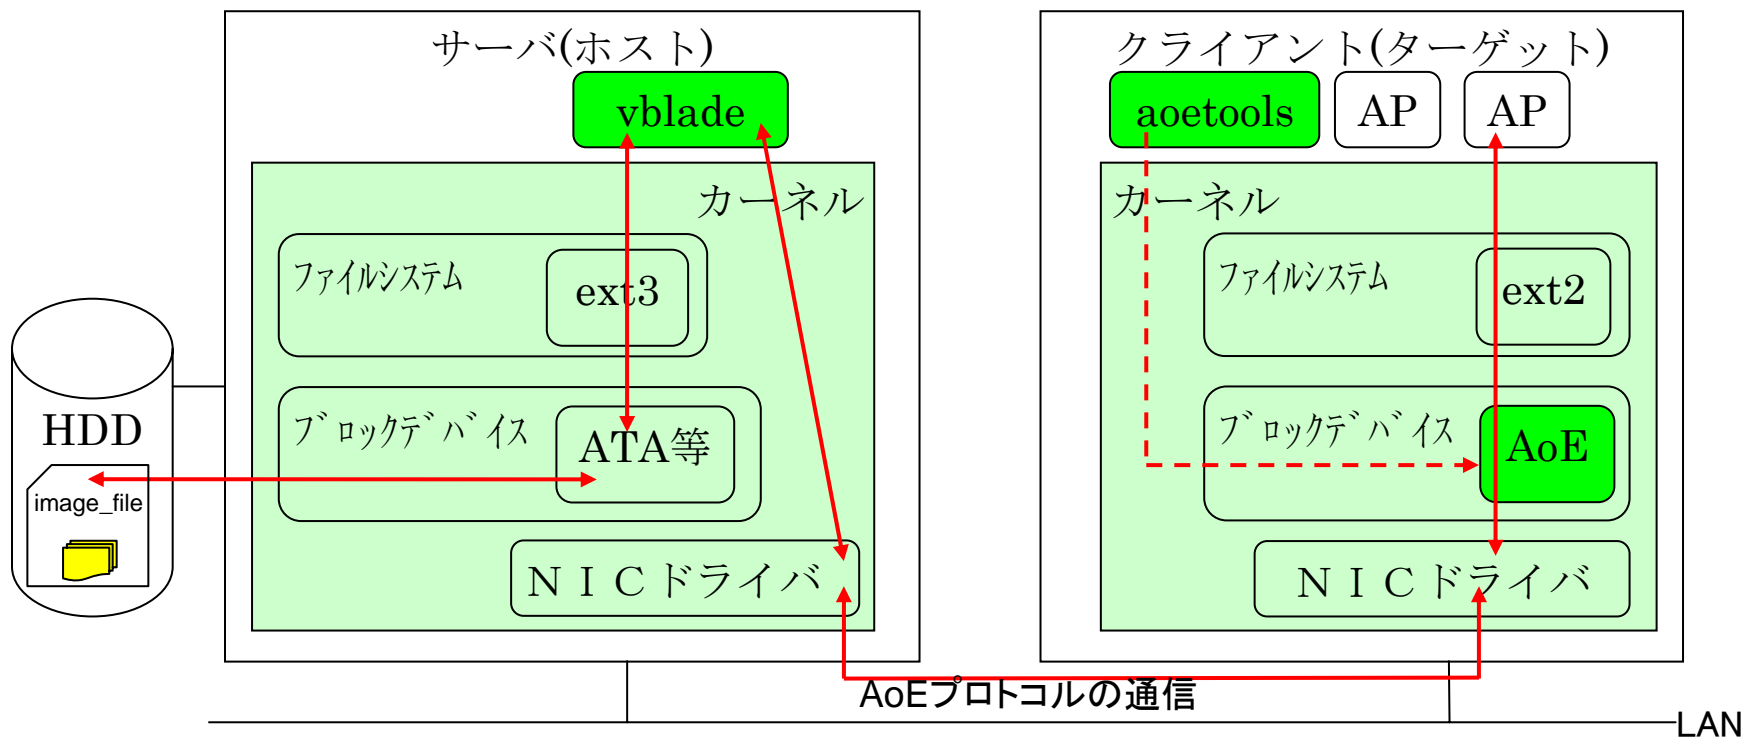 サーバ(ホスト)
vblade
カーネル
ファイルシステム
ext3
ブロックデバイス
ATA等
ＮＩＣドライバ
HDD
image_file
クライアント(ターゲット)
aoetools
AP
AP
カーネル
ファイルシステム
ext2
ブロックデバイス
AoE
ＮＩＣドライバ
AoEプロトコルの通信
LAN